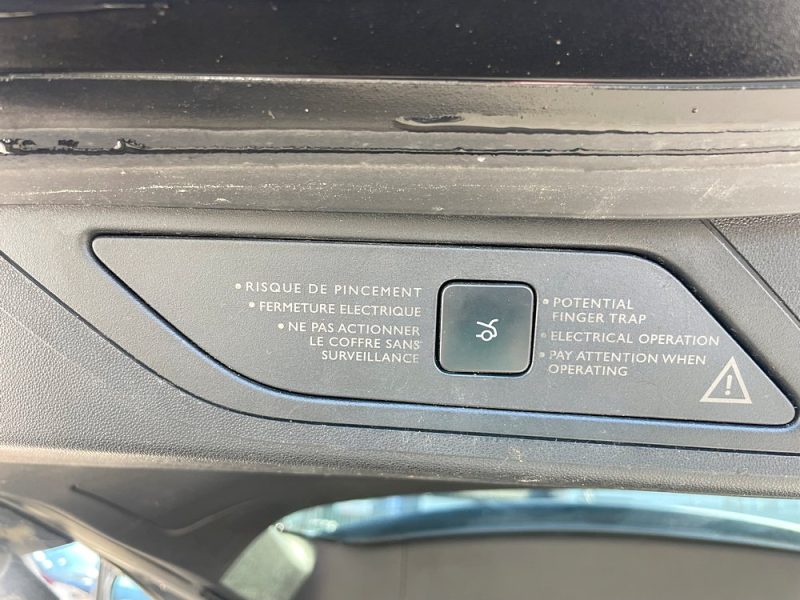 • RISQUE DE PINCEMENT
• FERMETURE ELECTRIQUE
• NE PAS ACTIONNER
LE COFFRE SANS
SURVEILLANCE
• POTENTIAL
FINGER TRAP
• ELECTRICAL OPERATION
• PAY ATTENTION WHEN
OPERATING
!